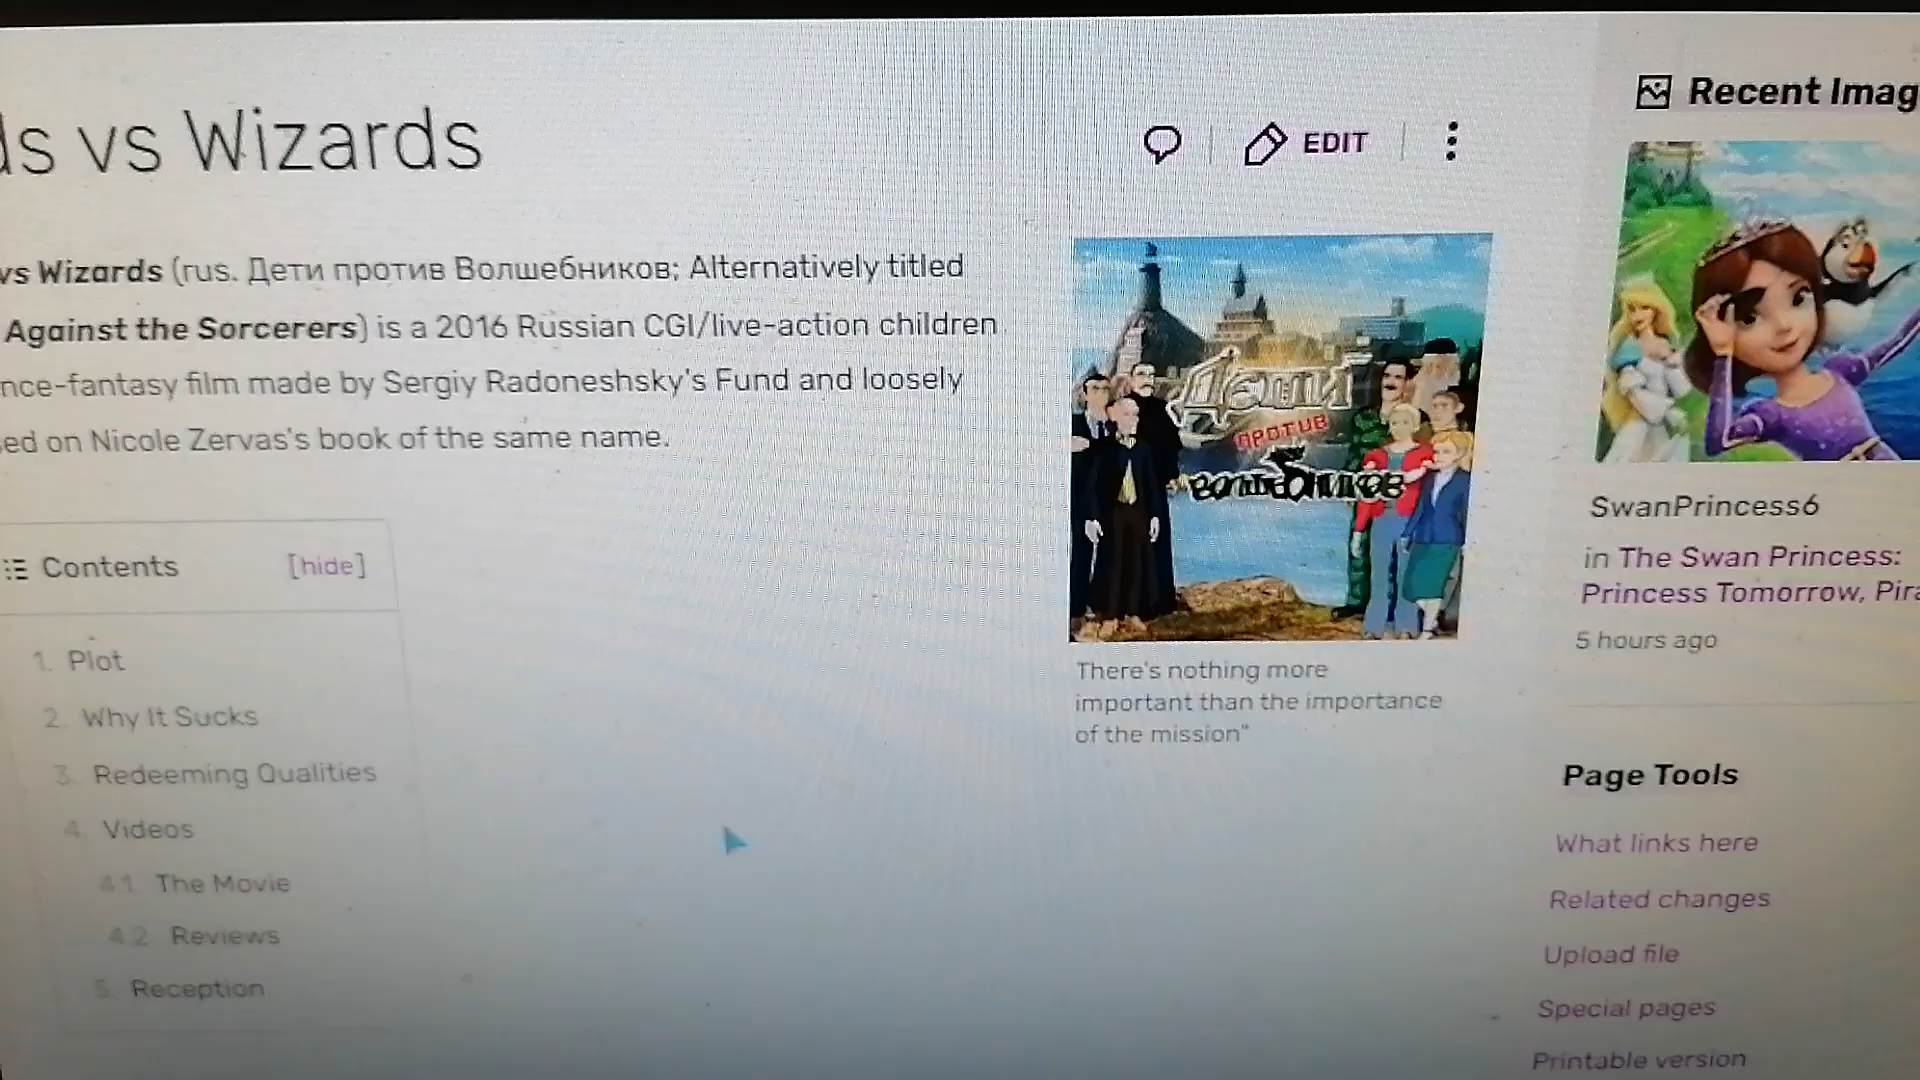 ds vs Wizards
EDIT
vs Wizards (rus. Дети против Волшебников; Alternatively titled
Against the Sorcerers) is a 2016 Russian CGI/live-action children
nce-fantasy film made by Sergiy Radoneshsky's Fund and loosely
sed on Nicole Zervas's book of the same name.
Contents [hide]
1. Plot
2. Why It Sucks
3. Redeeming Qualities
4. Videos
4.1. The Movie
4.2. Reviews
5. Reception
Дети
против
волшебников
There's nothing more
important than the importance
of the mission"
Recent Imag
SwanPrincess6
in The Swan Princess:
Princess Tomorrow, Pira
5 hours ago
Page Tools
What links here
Related changes
Upload file
Special pages
Printable version